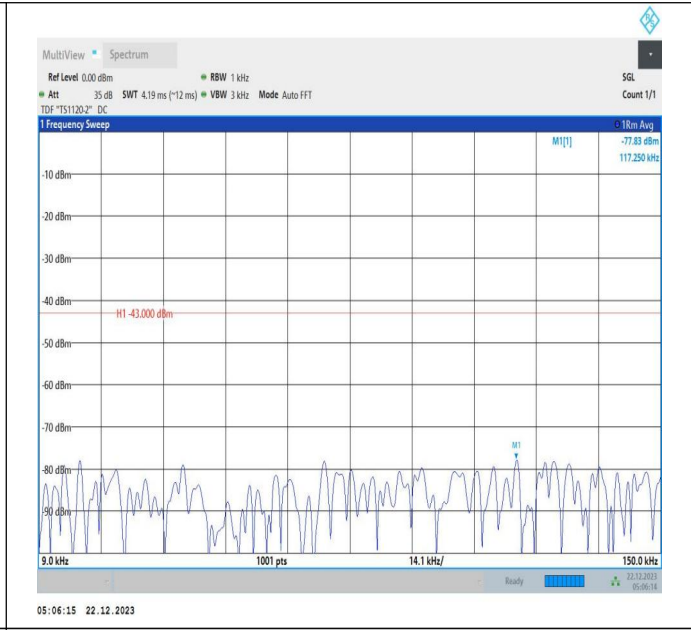 R S
MultiView Spectrum
Ref Level 0.00 dBm RBW 1 kHz SGL
Att 35 dB SWT 4.19 ms (~12 ms) VBW 3 kHz Mode Auto FFT Count 1/1
TDF "TS1120-2" DC
1 Frequency Sweep 1Rm Avg
M1[1] -77.83 dBm
117.250 kHz
-10 dBm
-20 dBm
-30 dBm
-40 dBm
H1 -43.000 dBm
-50 dBm
-60 dBm
-70 dBm
M1
-80 dBm
-90 dBm
9.0 kHz 1001 pts 14.1 kHz/ 150.0 kHz
Ready 22.12.2023
05:06:14
05:06:15 22.12.2023